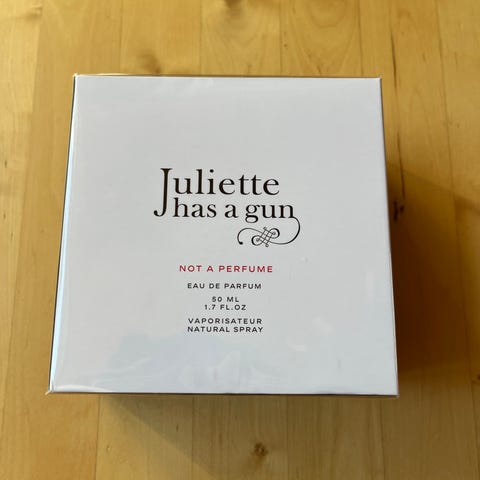 Juliette
has a gun
NOT A PERFUME
EAU DE PARFUM
50 ML
1.7 FL.OZ
VAPORISATEUR
NATURAL SPRAY